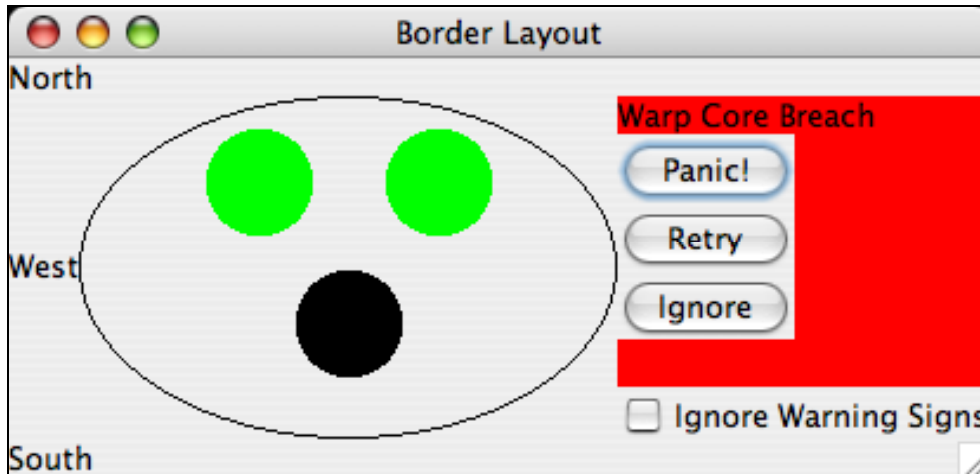 Border Layout
North
Warp Core Breach
Panic!
Retry
West
Ignore
Ignore Warning Signs
South